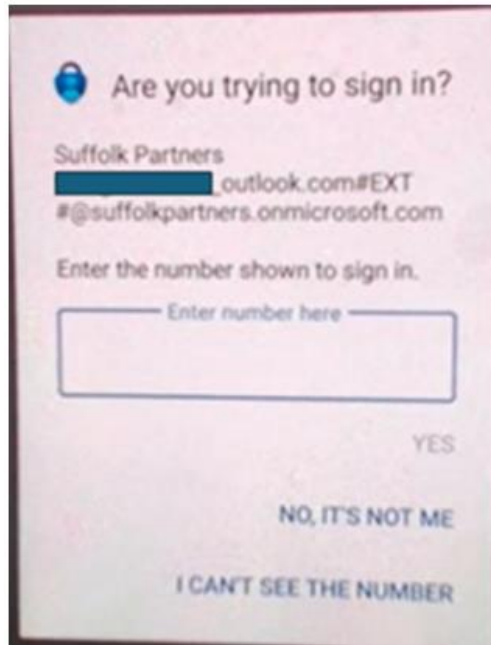 Are you trying to sign in?
Suffolk Partners
_outlook.com#EXT
#@suffolkpartners.onmicrosoft.com
Enter the number shown to sign in.
Enter number here
YES
NO, IT'S NOT ME
I CAN'T SEE THE NUMBER